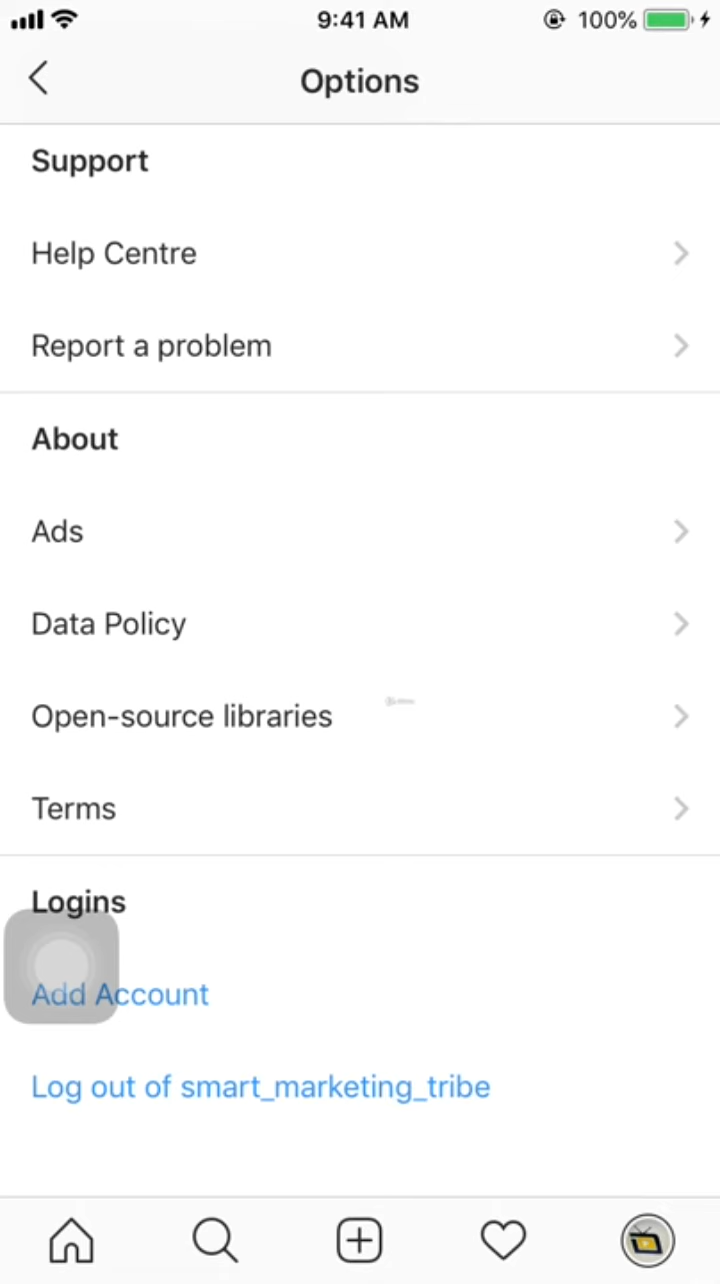 9:41 AM
100%
Options
Support
Help Centre
Report a problem
About
Ads
Data Policy
Open-source libraries
Terms
Logins
Add Account
Log out of smart_marketing_tribe